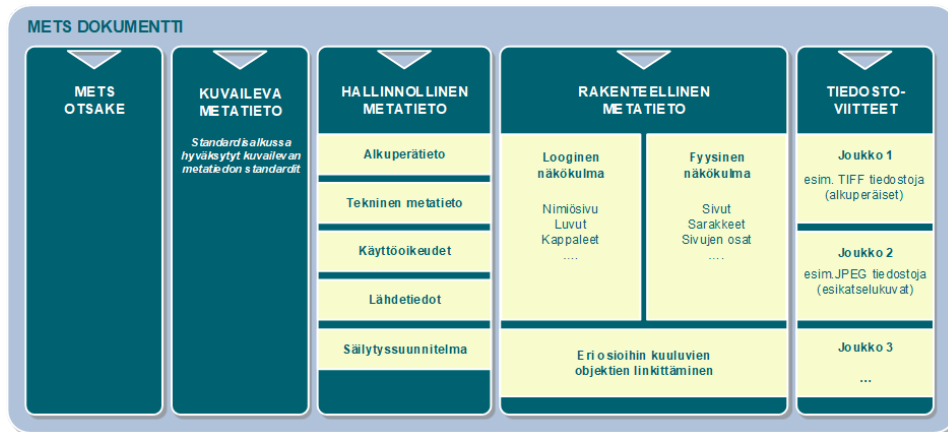 METS DOKUMENTTI
METS
OTSAKE
KUVAILEVA
METATIETO
Standardisalkussa
hyväksytyt kuvailevan
metatiedon standardit
HALLINNOLLINEN
METATIETO
Alkuperätieto
Tekninen metatieto
Käyttöoikeudet
Lähdetiedot
Säilytyssuunnitelma
RAKENTEELLINEN
METATIETO
Looginen
näkökulma
Nimiösivu
Luvut
Kappaleet
....
Fyysinen
näkökulma
Sivut
Sarakkeet
Sivujen osat
....
Eri osioihin kuuluvien
objektien linkittäminen
TIEDOSTO-
VIITTEET
Joukko 1
esim. TIFF tiedostoja
(alkuperäiset)
Joukko 2
esim.JPEG tiedostoja
(esikatselukuvat)
Joukko 3
...